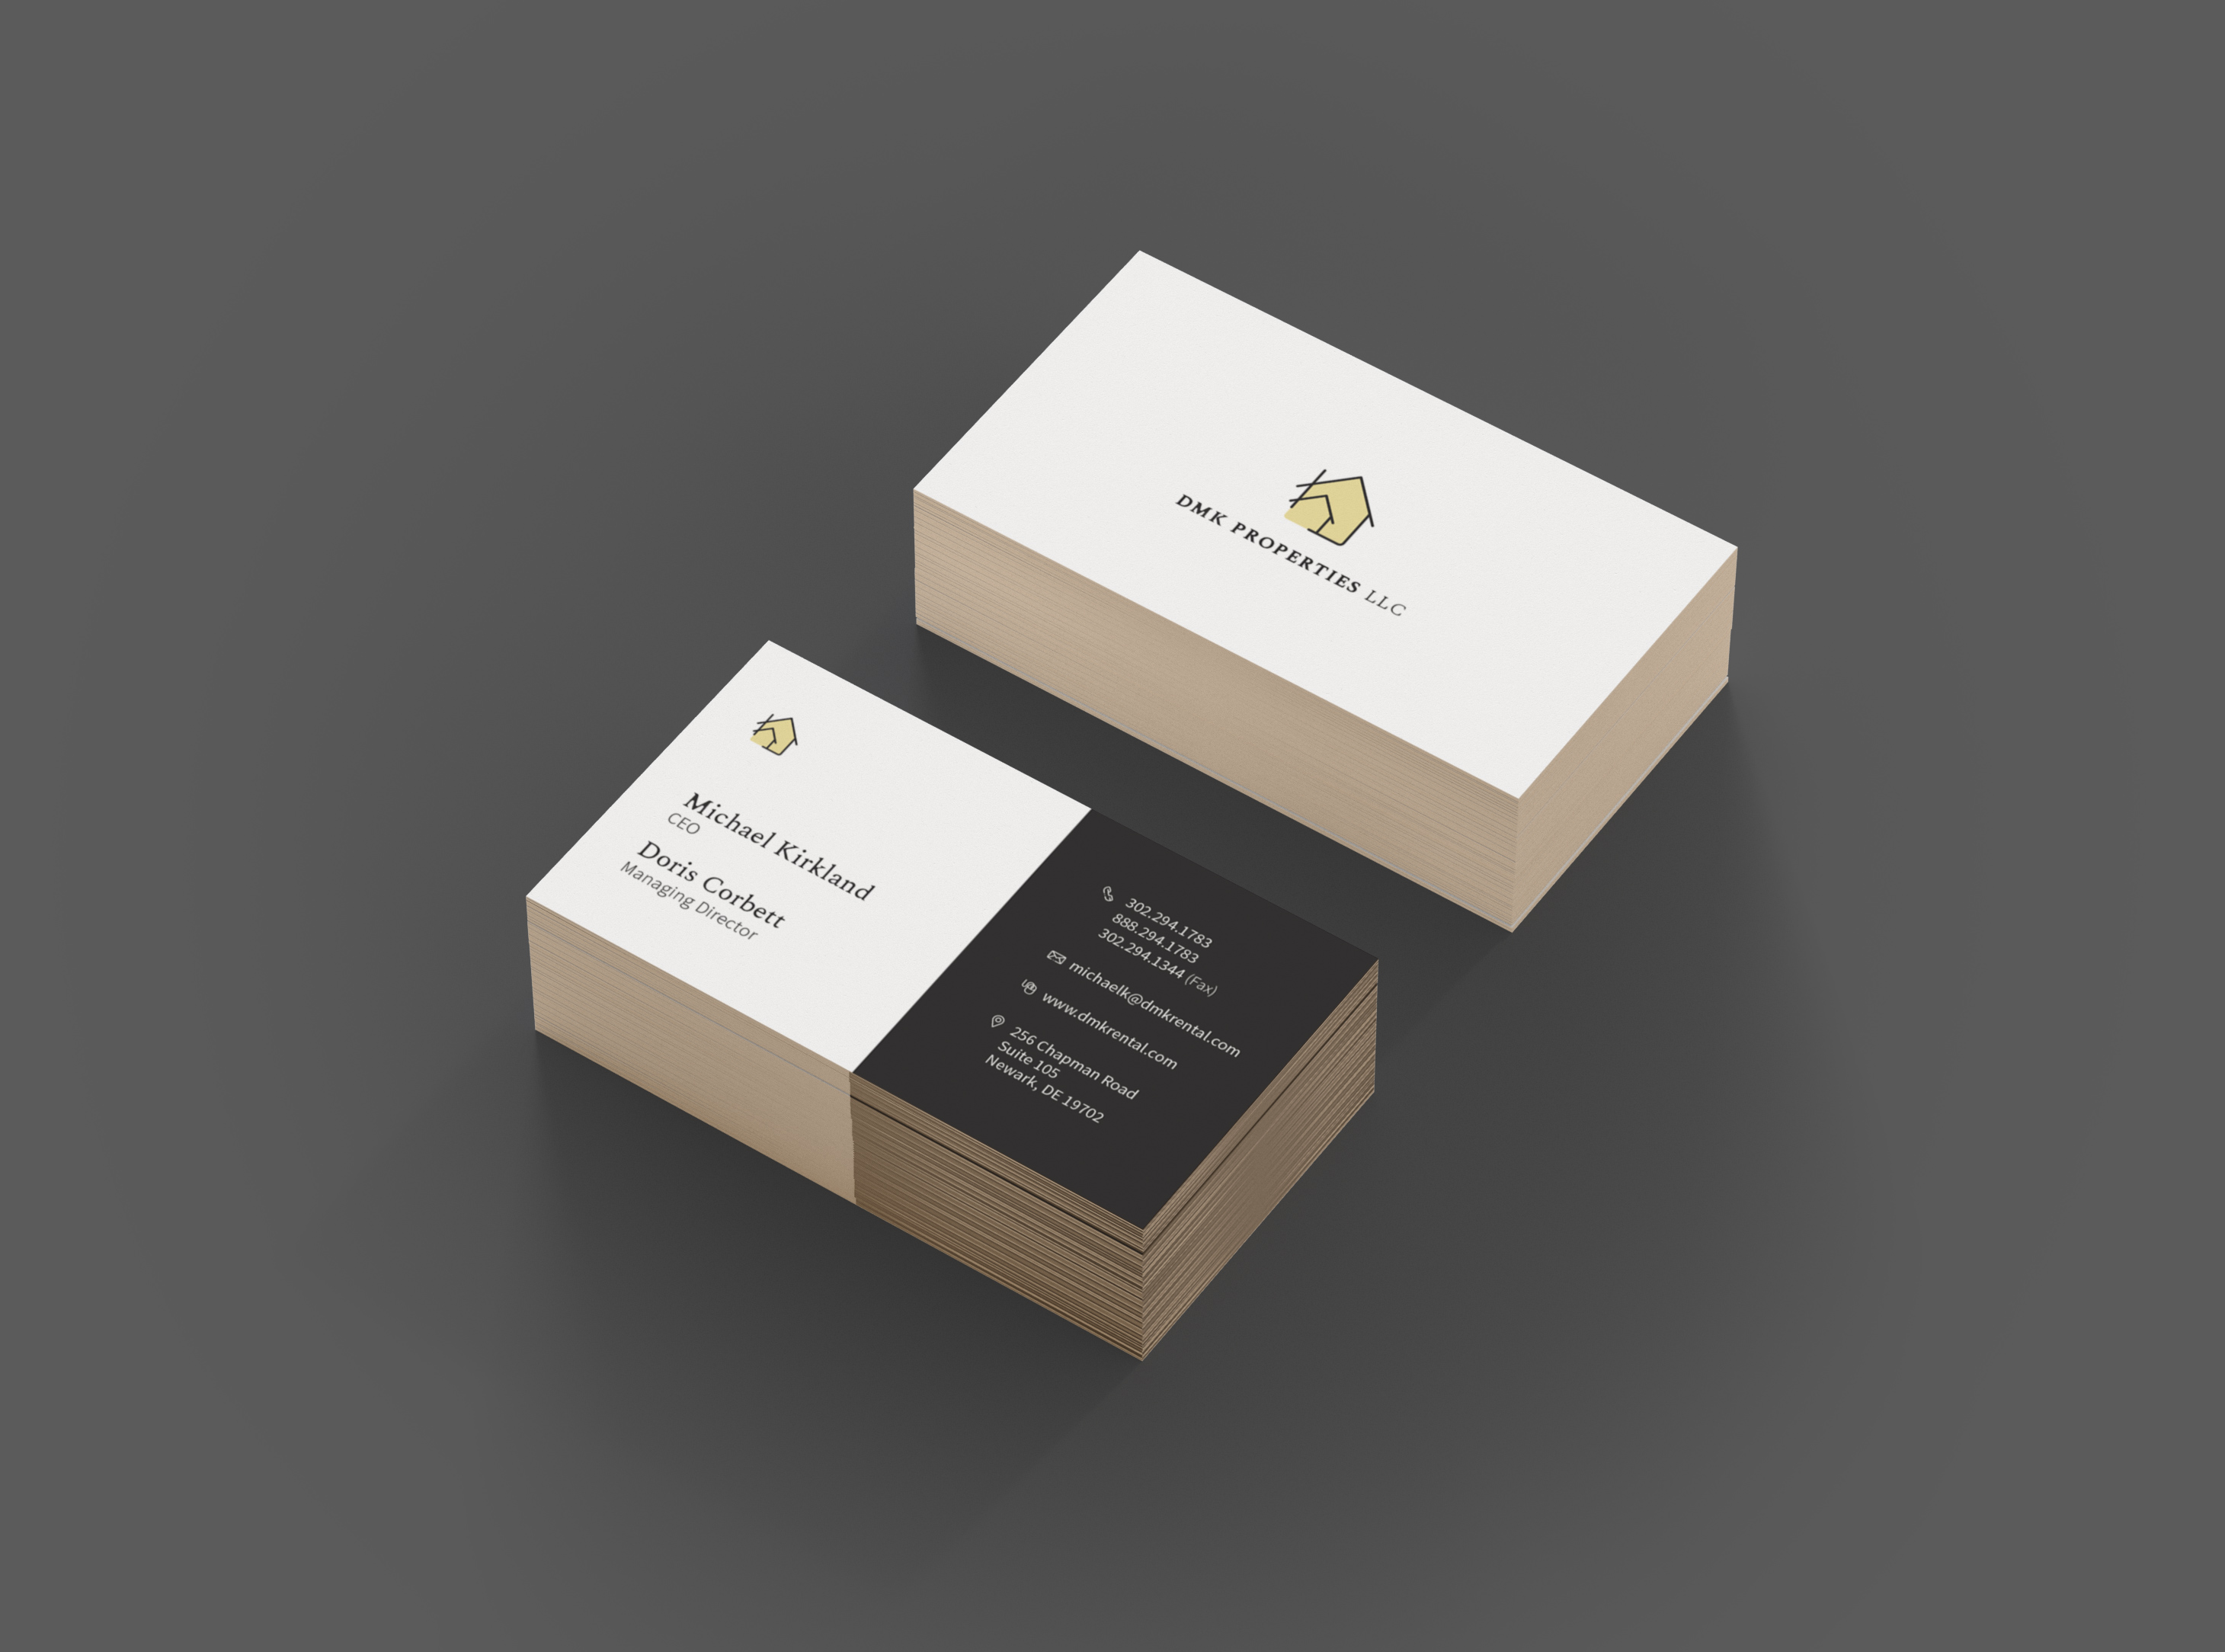 DMK PROPERTIES LLC
Michael Kirkland
CEO
Doris Corbett
Managing Director
302.294.1783
888.294.1783
302.294.1344 (Fax)
michaelk@dmkrental.com
www.dmkrental.com
256 Chapman Road
Suite 105
Newark, DE 19702